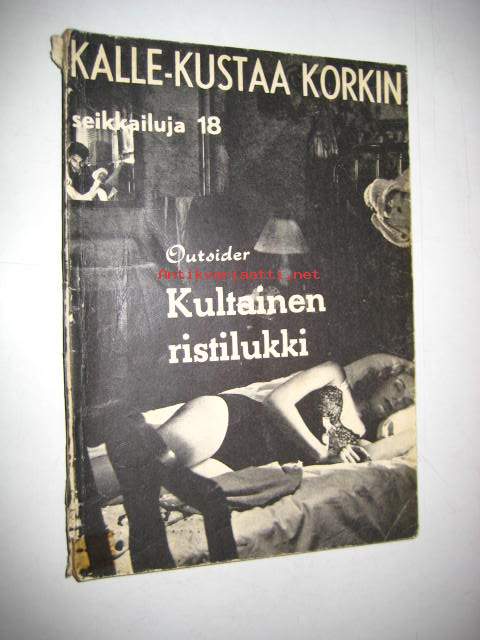 KALLE-KUSTAA KORKIN
seikkailuja 18
Outsider
Antikvariaatti.net
Kultainen
ristilukki